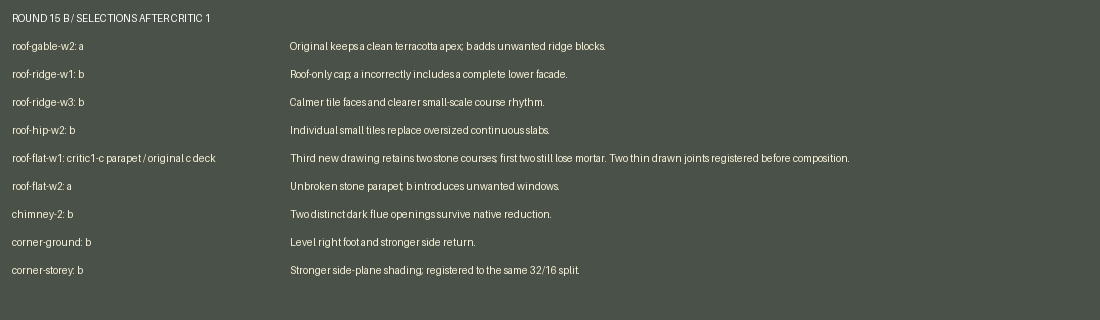 ROUND 15 B / SELECTIONS AFTER CRITIC 1
roof-gable-w2: a Original keeps a clean terracotta apex; b adds unwanted ridge blocks.
roof-ridge-w1: b Roof-only cap; a incorrectly includes a complete lower facade.
roof-ridge-w3: b Calmer tile faces and clearer small-scale course rhythm.
roof-hip-w2: b Individual small tiles replace oversized continuous slabs.
roof-flat-w1: critic1-c parapet / original c deck Third new drawing retains two stone courses; first two still lose mortar. Two thin drawn joints registered before composition.
roof-flat-w2: a Unbroken stone parapet; b introduces unwanted windows.
chimney-2: b Two distinct dark flue openings survive native reduction.
corner-ground: b Level right foot and stronger side return.
corner-storey: b Stronger side-plane shading; registered to the same 32/16 split.